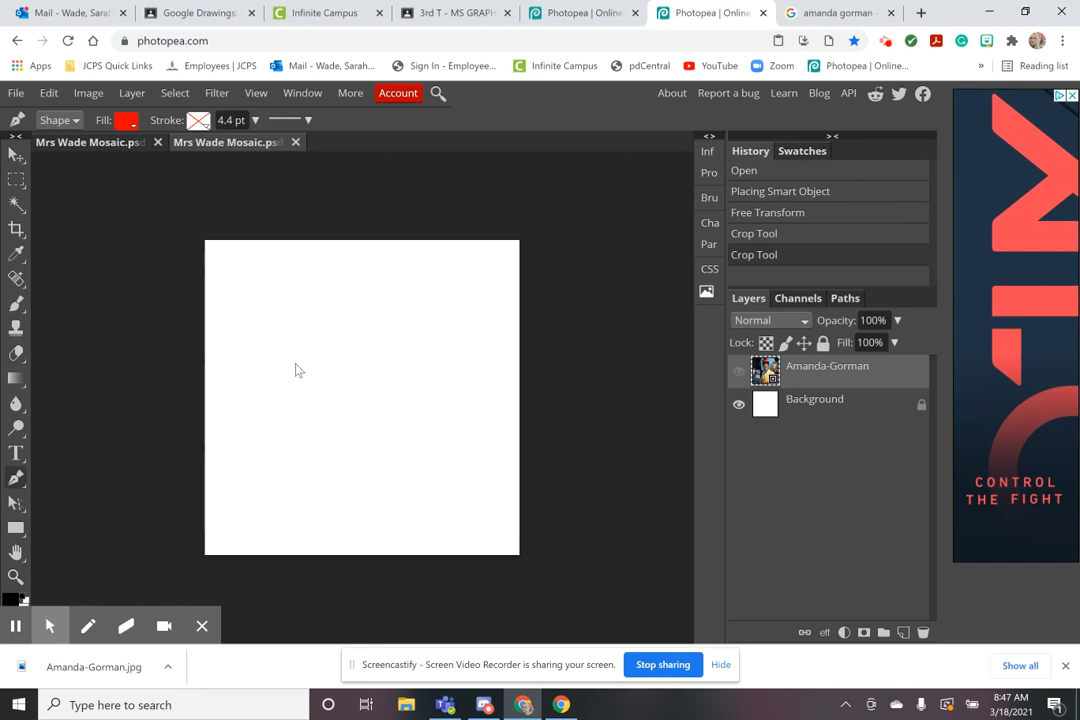 Mail - Wade, Sarah
Google Drawings:
Infinite Campus
3rd T - MS GRAPH
Photopea | Online
Photopea | Online
amanda gorman -
photopea.com
Apps
JCPS Quick Links
Employees | JCPS
Mail - Wade, Sarah...
Sign In - Employee...
Infinite Campus
pdCentral
YouTube
Zoom
Photopea | Online...
»
Reading list
File Edit Image Layer Select Filter View Window More Account
About Report a bug Learn Blog API
Shape Fill: Stroke: 4.4 pt
> <
Mrs Wade Mosaic.psd
Mrs Wade Mosaic.psd
< >
> <
Inf
Pro
Bru
Cha
Par
CSS
History Swatches
Open
Placing Smart Object
Free Transform
Crop Tool
Crop Tool
Layers Channels Paths
Normal Opacity: 100%
Lock: Fill: 100%
Amanda-Gorman
Background
eff
CONTROL
THE FIGHT
Amanda-Gorman.jpg
Screencastify - Screen Video Recorder is sharing your screen.
Stop sharing
Hide
Show all
Type here to search
8:47 AM
3/18/2021